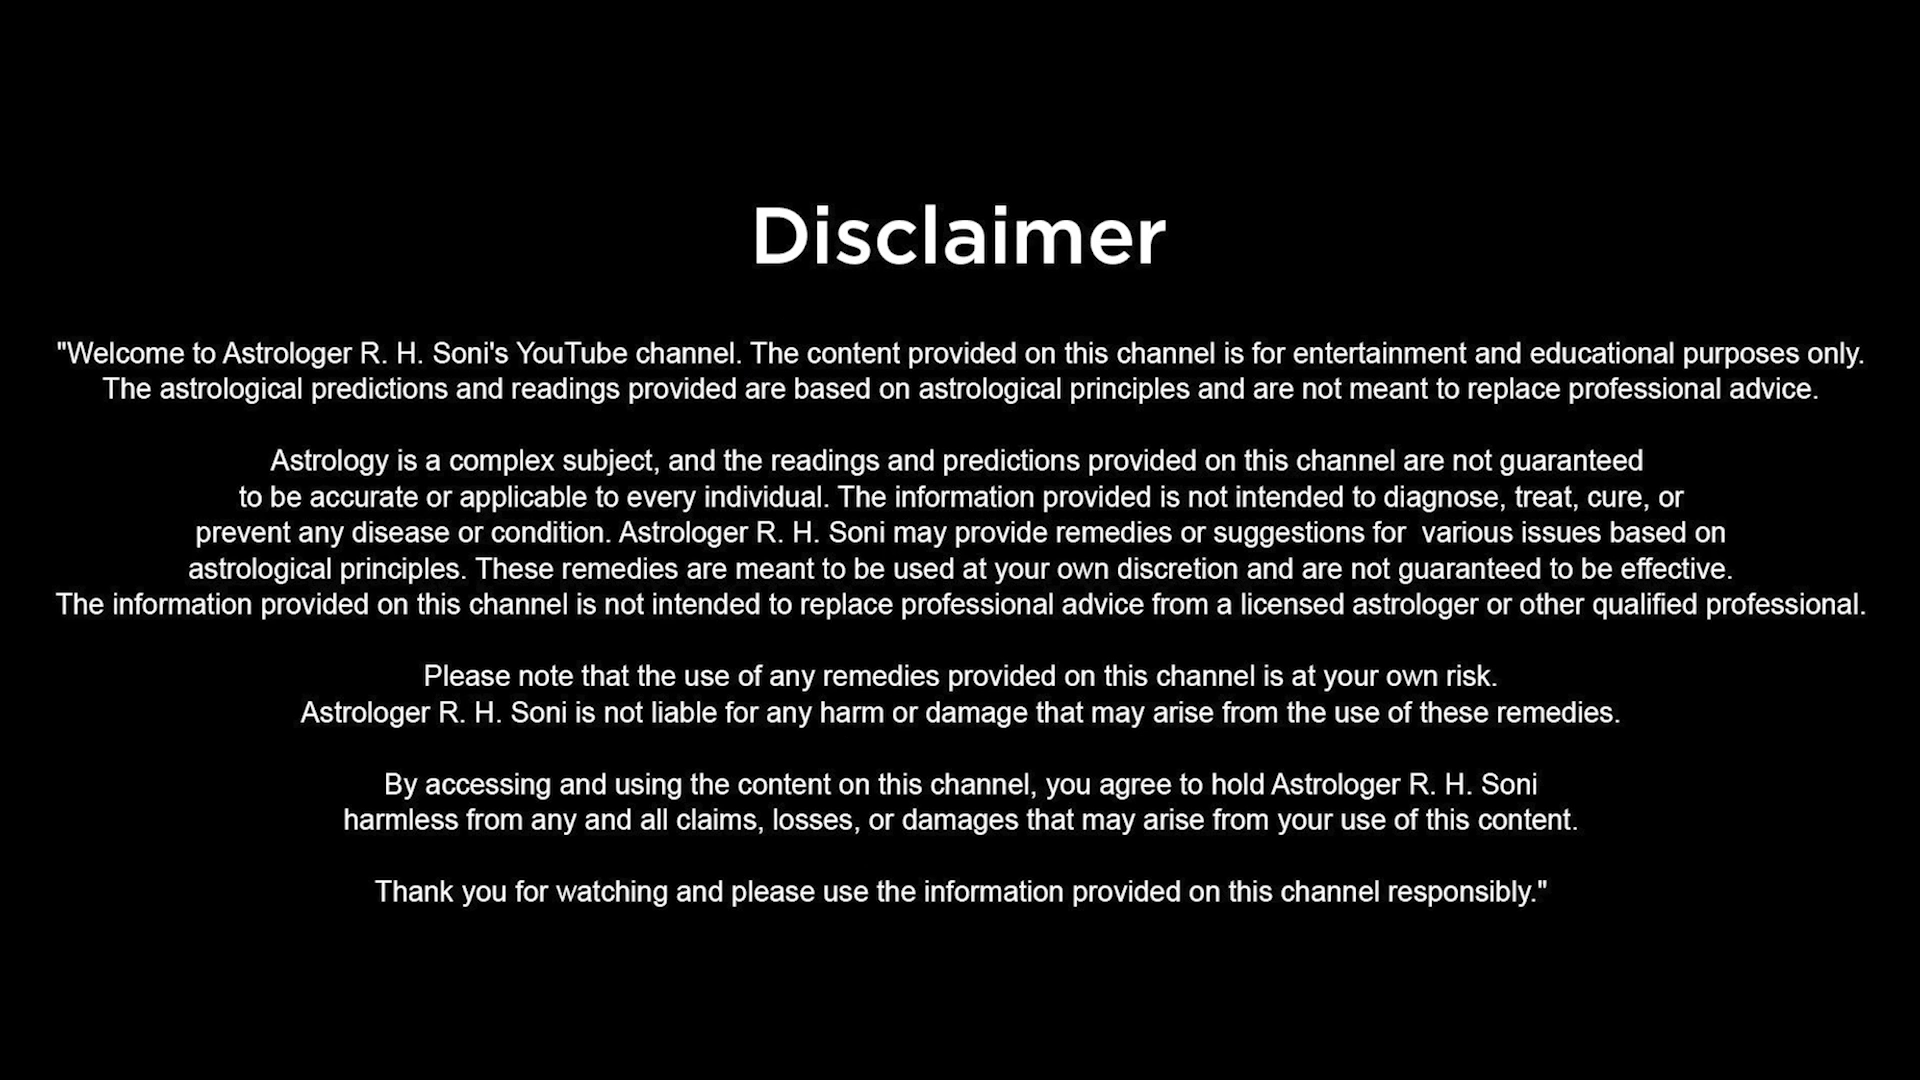 Disclaimer
"Welcome to Astrologer R. H. Soni's YouTube channel. The content provided on this channel is for entertainment and educational purposes only.
The astrological predictions and readings provided are based on astrological principles and are not meant to replace professional advice.
Astrology is a complex subject, and the readings and predictions provided on this channel are not guaranteed
to be accurate or applicable to every individual. The information provided is not intended to diagnose, treat, cure, or
prevent any disease or condition. Astrologer R. H. Soni may provide remedies or suggestions for  various issues based on
astrological principles. These remedies are meant to be used at your own discretion and are not guaranteed to be effective.
The information provided on this channel is not intended to replace professional advice from a licensed astrologer or other qualified professional.
Please note that the use of any remedies provided on this channel is at your own risk.
Astrologer R. H. Soni is not liable for any harm or damage that may arise from the use of these remedies.
By accessing and using the content on this channel, you agree to hold Astrologer R. H. Soni
harmless from any and all claims, losses, or damages that may arise from your use of this content.
Thank you for watching and please use the information provided on this channel responsibly."